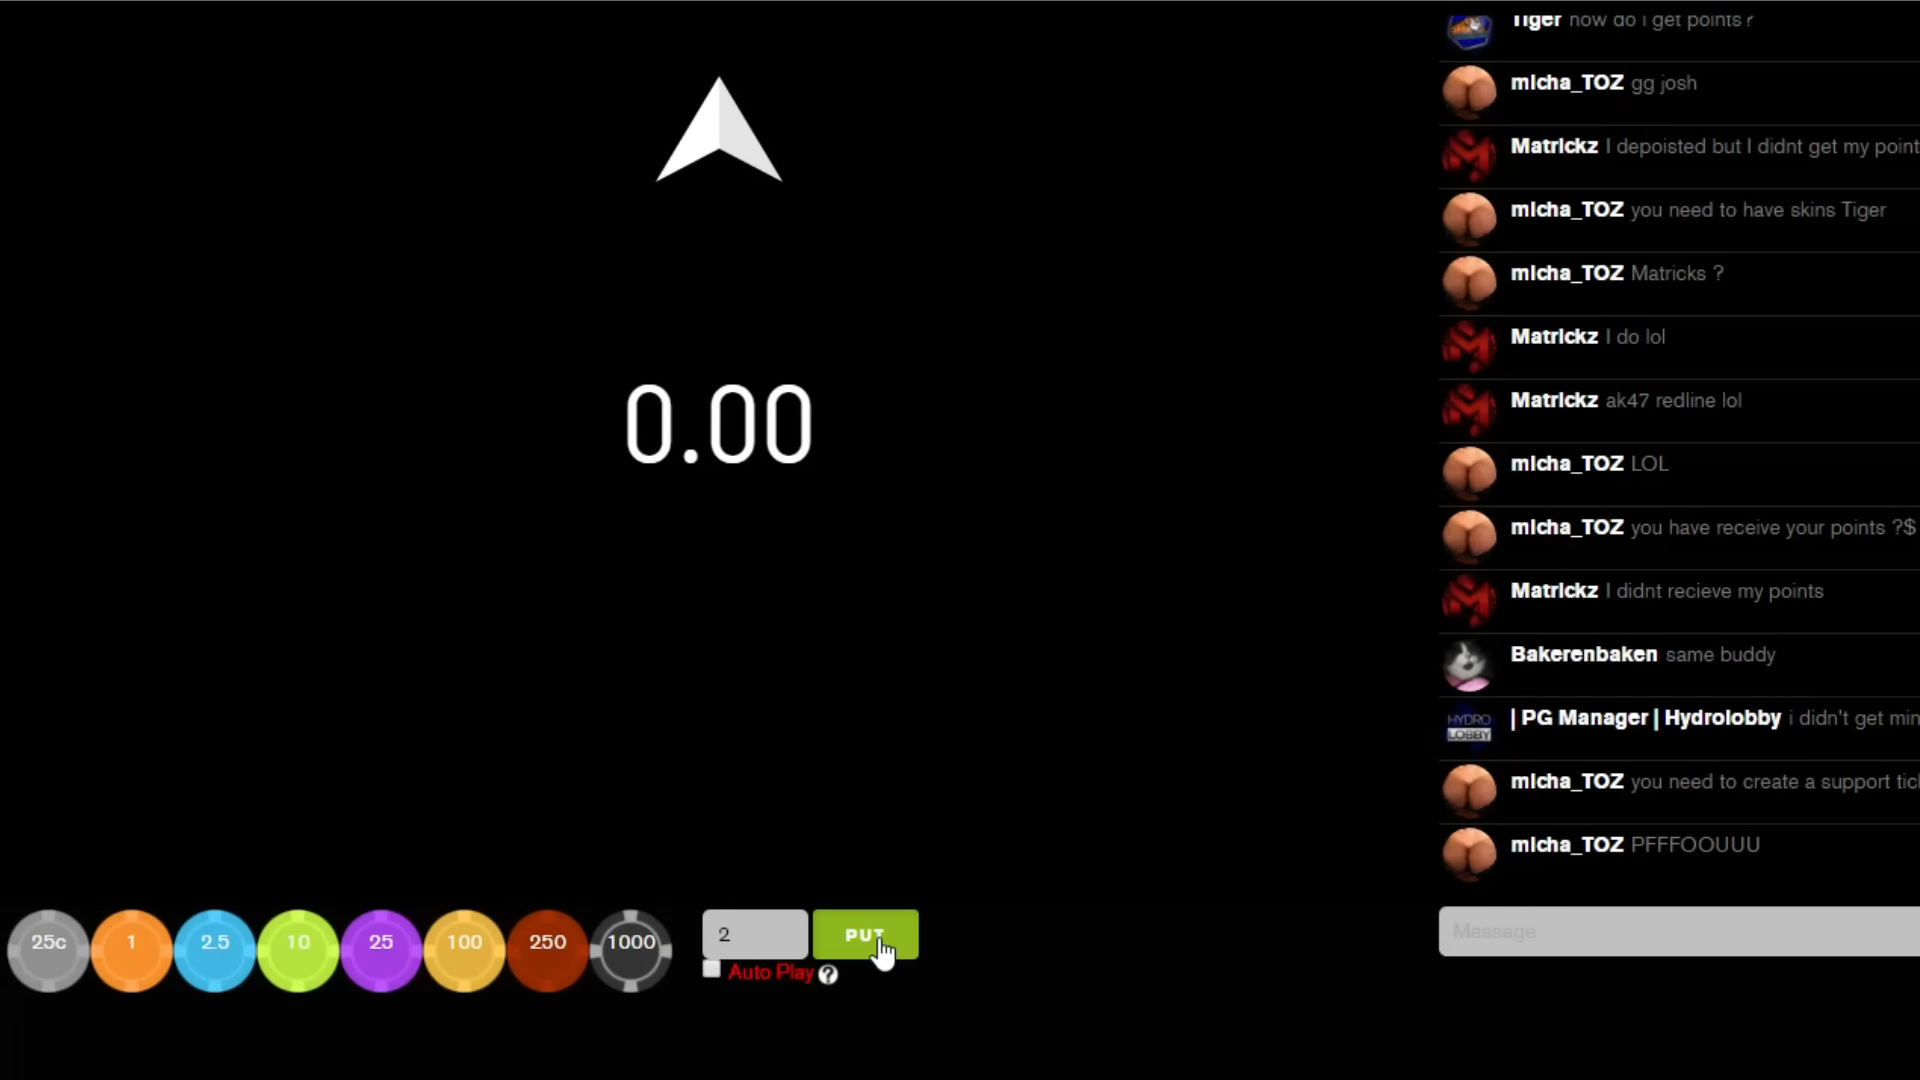 Tiger how do i get points?
micha_TOZ gg josh
Matrickz I depoisted but I didnt get my point
micha_TOZ you need to have skins Tiger
micha_TOZ Matricks ?
Matrickz I do lol
Matrickz ak47 redline lol
micha_TOZ LOL
micha_TOZ you have receive your points ?$
Matrickz I didnt recieve my points
Bakerenbaken same buddy
HYDRO
LOBBY
| PG Manager | Hydrolobby i didn't get min
micha_TOZ you need to create a support tic
micha_TOZ PFFFOOUUU
Message
0.00
25c 1 2.5 10 25 100 250 1000
2 PUT
Auto Play ?